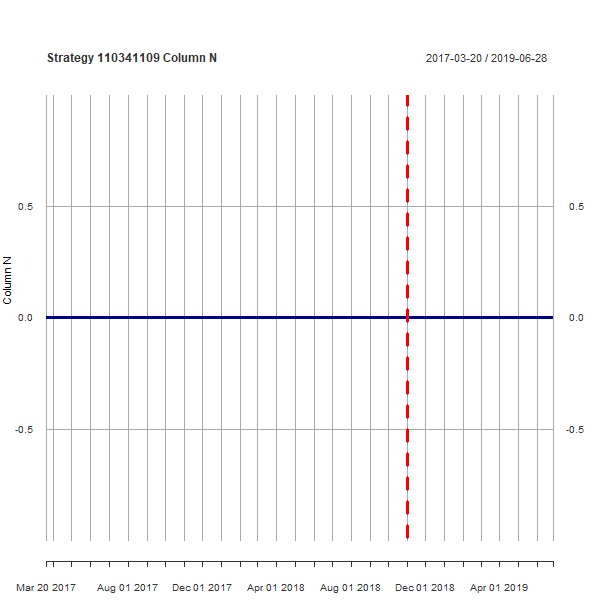 Strategy 110341109 Column N 2017-03-20 / 2019-06-28
0.5 0.5
Column N
0.0 0.0
-0.5 -0.5
Mar 20 2017 Aug 01 2017 Dec 01 2017 Apr 01 2018 Aug 01 2018 Dec 01 2018 Apr 01 2019